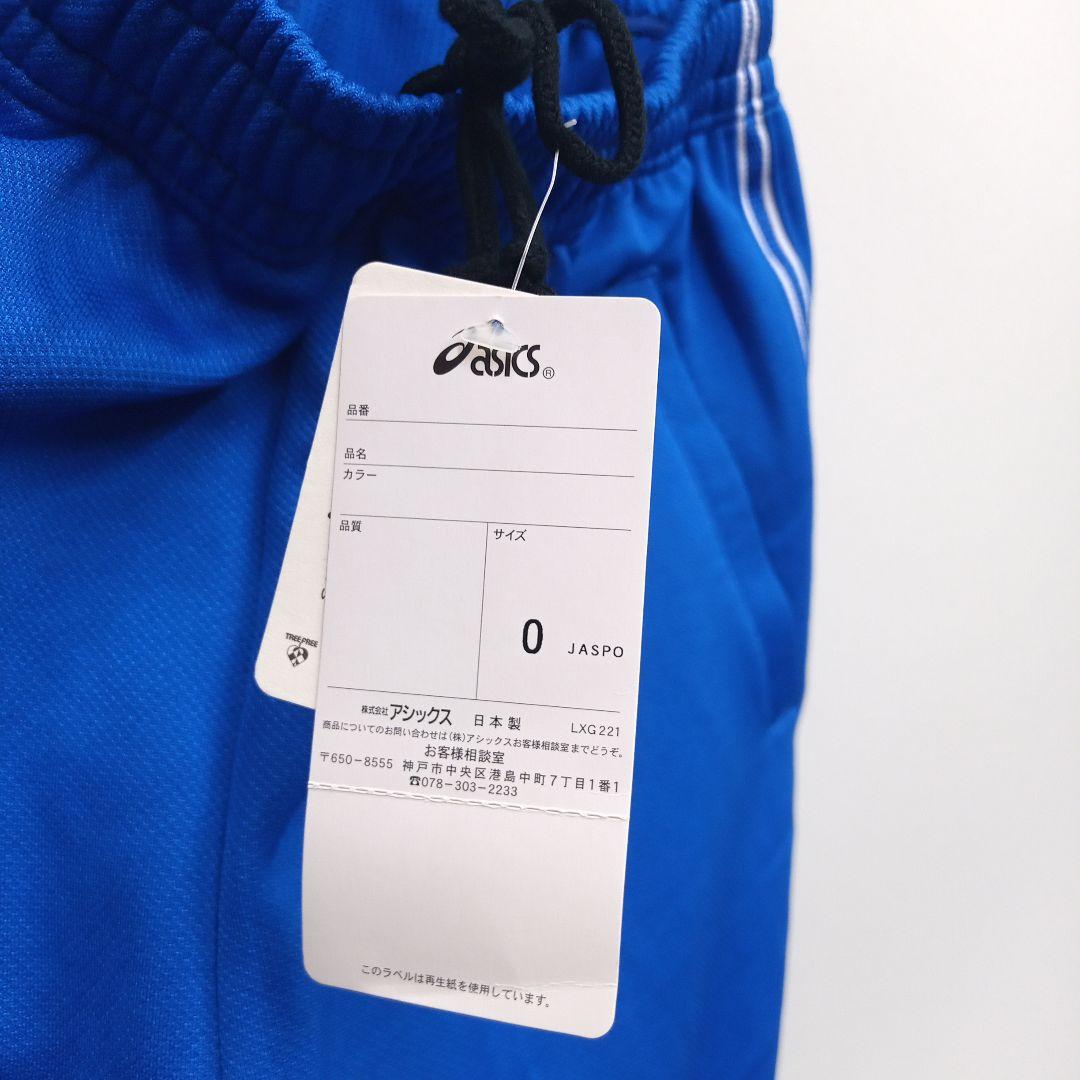 asics®
品番
品名
カラー
品質
サイズ
0 JASPO
株式会社アシックス 日本製 LXG221
商品についてのお問い合わせは(株)アシックスお客様相談室までどうぞ。
お客様相談室
〒650-8555 神戸市中央区港島中町7丁目1番1
☎078-303-2233
このラベルは再生紙を使用しています。
TREE FREE